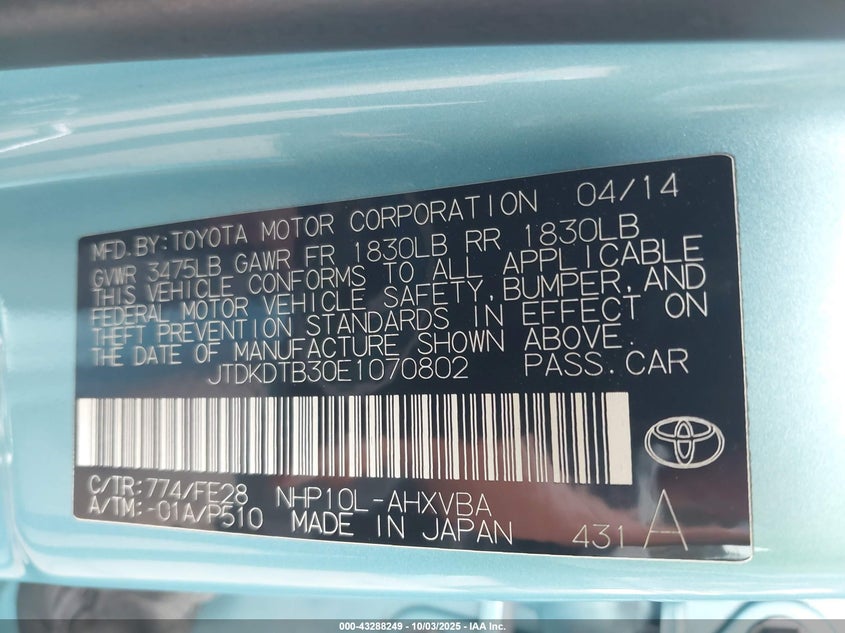 MFD.BY:TOYOTA MOTOR CORPORATION 04/14
GVWR 3475LB GAWR FR 1830LB RR 1830LB
THIS VEHICLE CONFORMS TO ALL APPLICABLE
FEDERAL MOTOR VEHICLE SAFETY,BUMPER,AND
THEFT PREVENTION STANDARDS IN EFFECT ON
THE DATE OF MANUFACTURE SHOWN ABOVE.
JTDKDTB30E1070802 PASS.CAR
C/TR:774/FE28 NHP10L-AHXVBA
A/TM:-01A/P510 MADE IN JAPAN 431 A
000-43288249 - 10/03/2025 - IAA Inc.